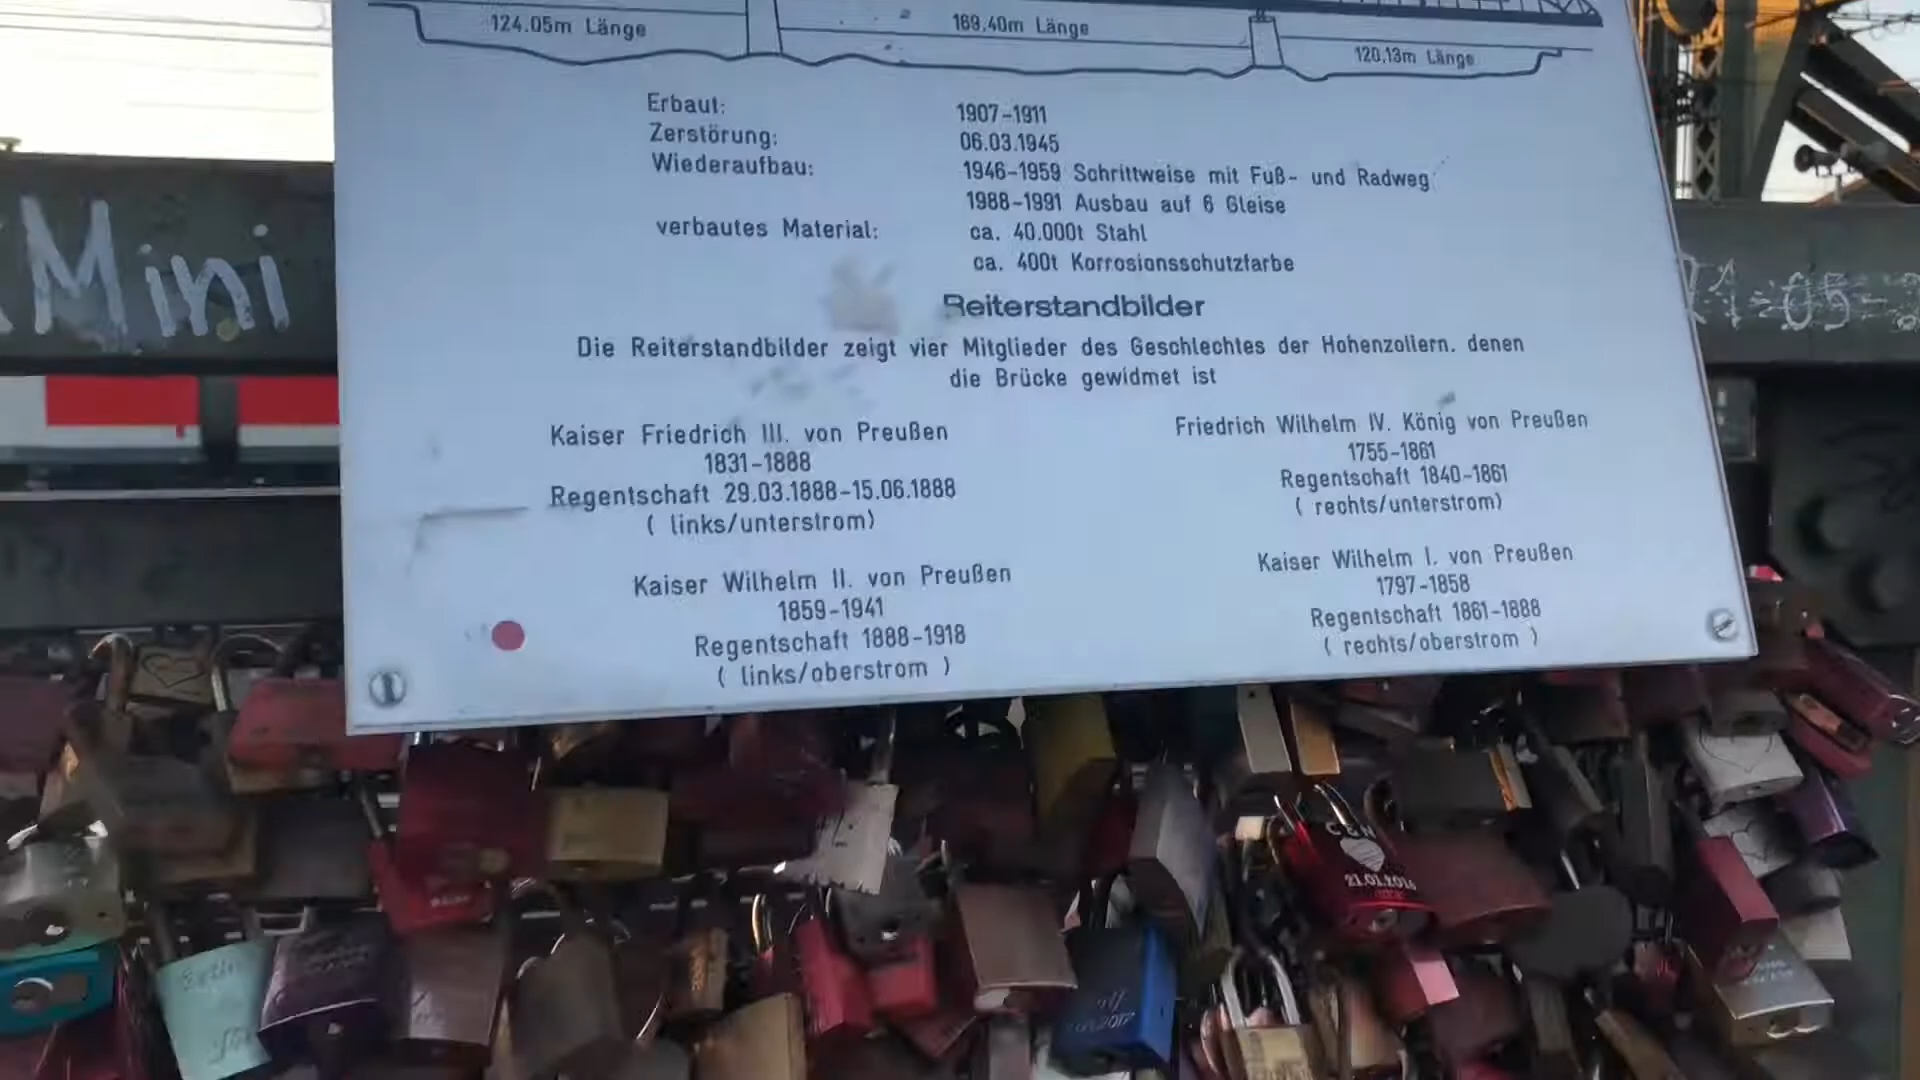 124.05m Länge
169,40m Länge
120,13m Länge
Erbaut: 1907-1911
Zerstörung: 06.03.1945
Wiederaufbau: 1946-1959 Schrittweise mit Fuß- und Radweg
1988-1991 Ausbau auf 6 Gleise
verbautes Material: ca. 40.000t Stahl
ca. 400t Korrosionsschutzfarbe
Reiterstandbilder
Die Reiterstandbilder zeigt vier Mitglieder des Geschlechtes der Hohenzollern, denen
die Brücke gewidmet ist
Kaiser Friedrich III. von Preußen
1831-1888
Regentschaft 29.03.1888-15.06.1888
( links/unterstrom)
Friedrich Wilhelm IV. König von Preußen
1755-1861
Regentschaft 1840-1861
( rechts/unterstrom)
Kaiser Wilhelm II. von Preußen
1859-1941
Regentschaft 1888-1918
( links/oberstrom )
Kaiser Wilhelm I. von Preußen
1797-1858
Regentschaft 1861-1888
( rechts/oberstrom )
Mini
C & N
21.01.2016